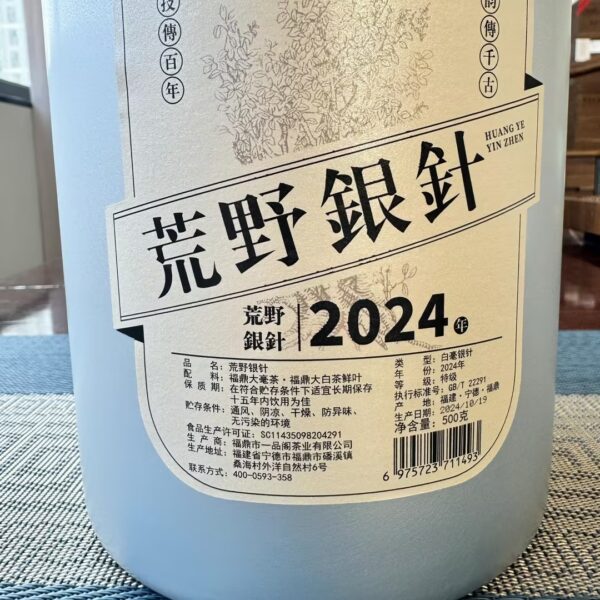 技傳百年
韵傳千古
荒野銀針
HUANG YE
YIN ZHEN
荒野
銀針
2024年
品 名：荒野银针
配 料：福鼎大毫茶·福鼎大白茶鲜叶
保 质 期：在符合贮存条件下适宜长期保存
十五年内饮用为佳
贮存条件：通风、阴凉、干燥、防异味、
无污染的环境
食品生产许可证：SC11435098204291
生 产 商：福鼎市一品阁茶业有限公司
生产地址：福建省宁德市福鼎市磻溪镇
桑海村外洋自然村6号
联系方式：400-0593-358
类 型：白毫银针
年 份：2024年
等 级：特级
执行标准号：GB/T 22291
产 地：福建·宁德·福鼎
生产日期：2024/10/19
净含量：500克
6 975723 711493